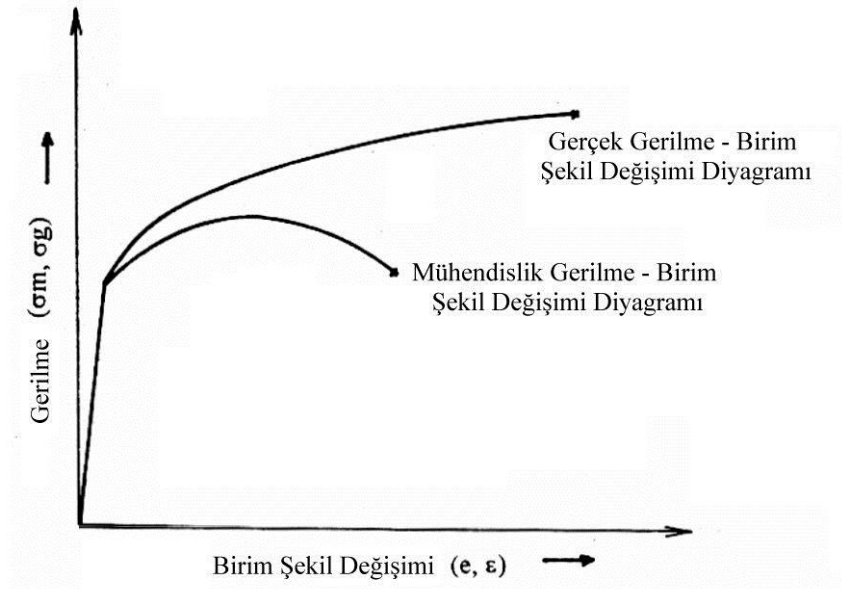 Gerilme (σm, σg)
Gerçek Gerilme - Birim
Şekil Değişimi Diyagramı
Mühendislik Gerilme - Birim
Şekil Değişimi Diyagramı
Birim Şekil Değişimi (e, ε)